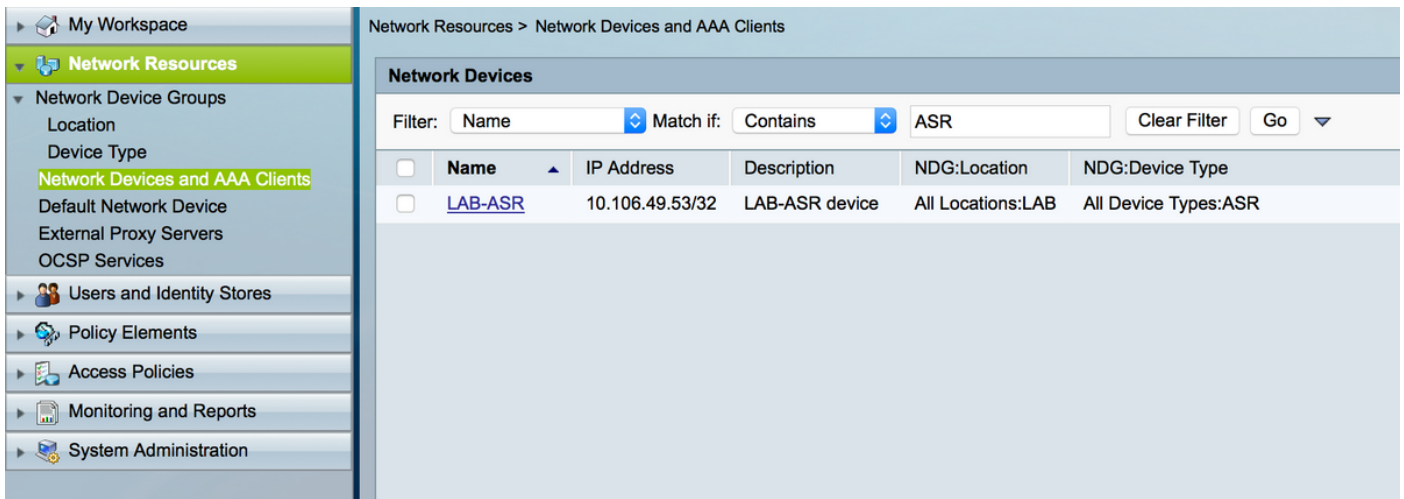 My Workspace
Network Resources
Network Device Groups
Location
Device Type
Network Devices and AAA Clients
Default Network Device
External Proxy Servers
OCSP Services
Users and Identity Stores
Policy Elements
Access Policies
Monitoring and Reports
System Administration
Network Resources > Network Devices and AAA Clients
Network Devices
Filter: Name Match if: Contains ASR Clear Filter Go
Name IP Address Description NDG:Location NDG:Device Type
LAB-ASR 10.106.49.53/32 LAB-ASR device All Locations:LAB All Device Types:ASR